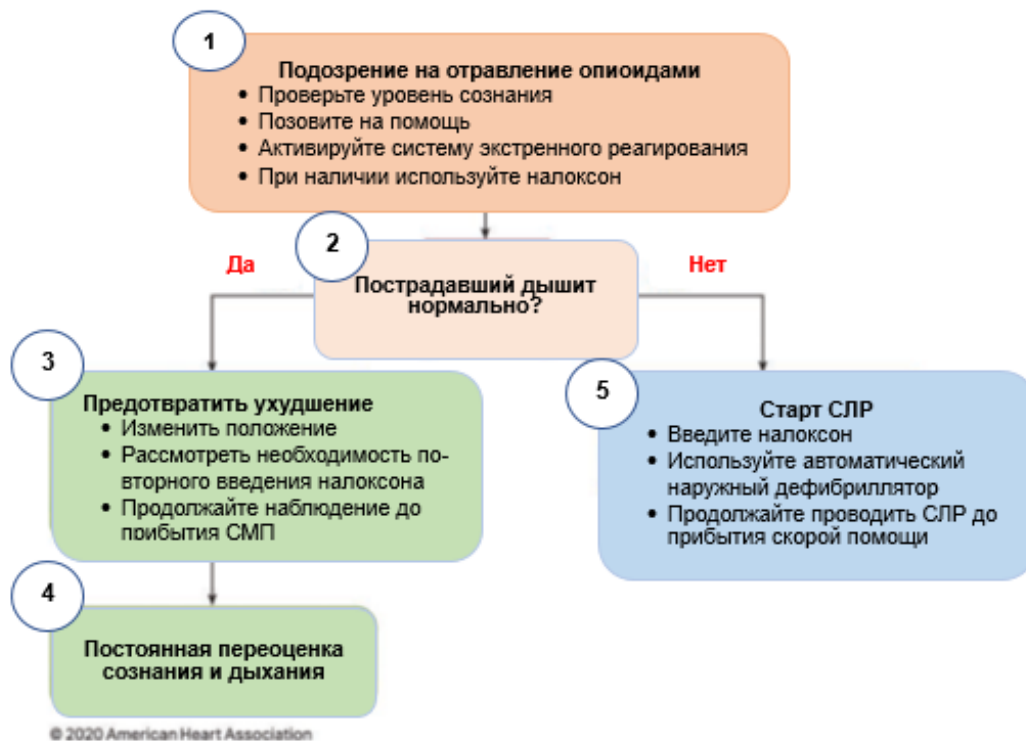 1
Подозрение на отравление опиоидами
• Проверьте уровень сознания
• Позовите на помощь
• Активируйте систему экстренного реагирования
• При наличии используйте налоксон
2
Да
Нет
Пострадавший дышит
нормально?
3
Предотвратить ухудшение
• Изменить положение
• Рассмотреть необходимость по-
вторного введения налоксона
• Продолжайте наблюдение до
прибытия СМП
5
Старт СЛР
• Введите налоксон
• Используйте автоматический
наружный дефибриллятор
• Продолжайте проводить СЛР до
прибытия скорой помощи
4
Постоянная переоценка
сознания и дыхания
© 2020 American Heart Association